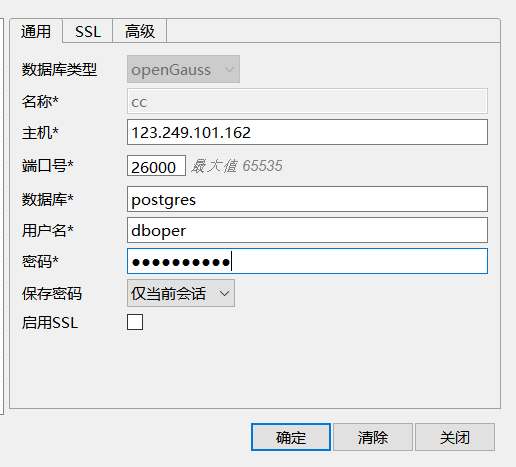 通用 SSL 高级
数据库类型 openGauss
名称* cc
主机* 123.249.101.162
端口号* 26000 最大值 65535
数据库* postgres
用户名* dboper
密码* ●●●●●●●●●●
保存密码 仅当前会话
启用SSL
确定 清除 关闭